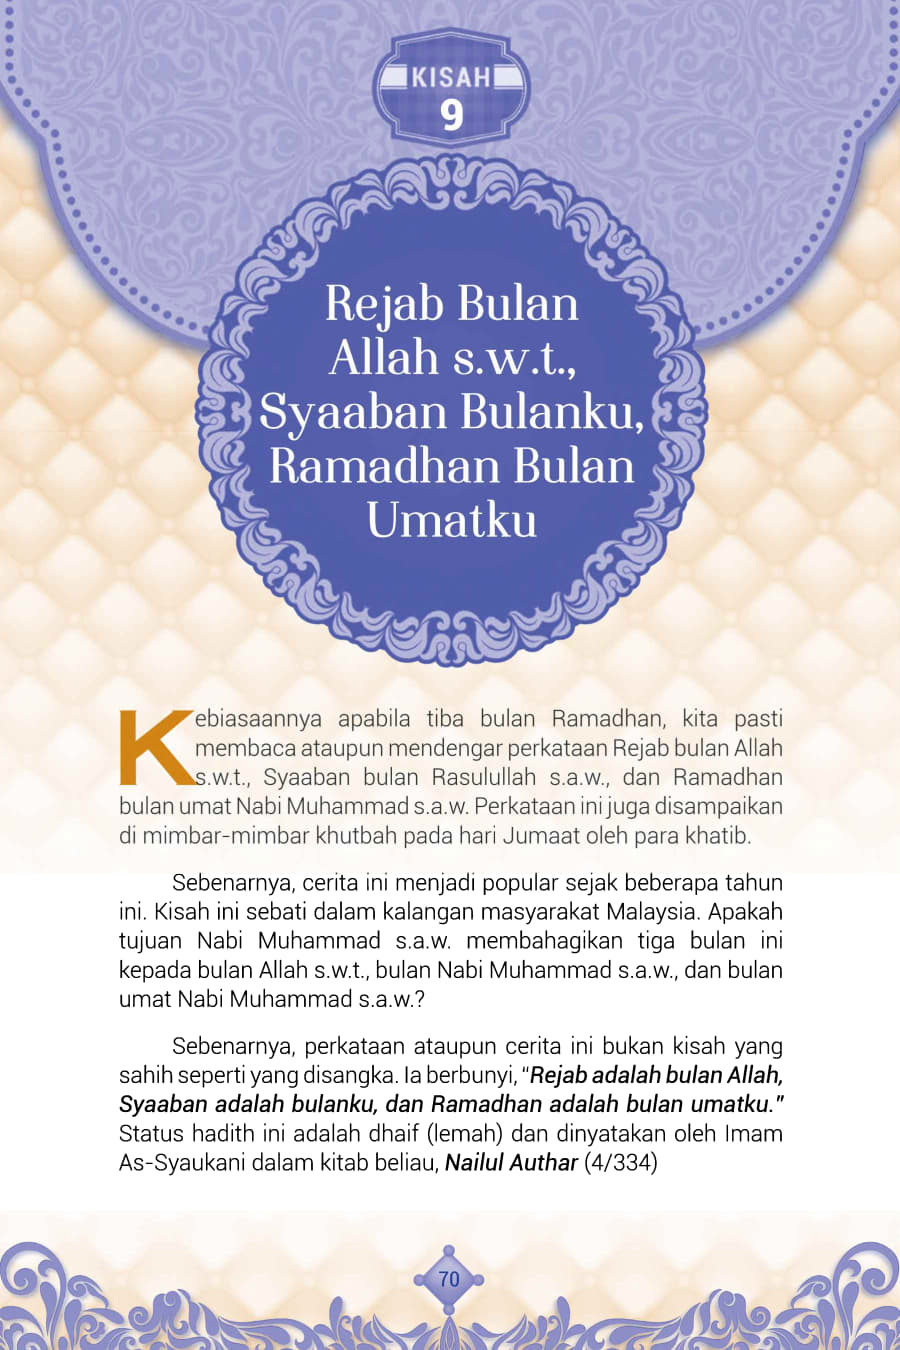 KISAH
9
Rejab Bulan
Allah s.w.t.,
Syaaban Bulanku,
Ramadhan Bulan
Umatku
Kebiasaannya apabila tiba bulan Ramadhan, kita pasti
membaca ataupun mendengar perkataan Rejab bulan Allah
s.w.t., Syaaban bulan Rasulullah s.a.w., dan Ramadhan
bulan umat Nabi Muhammad s.a.w. Perkataan ini juga disampaikan
di mimbar-mimbar khutbah pada hari Jumaat oleh para khatib.
Sebenarnya, cerita ini menjadi popular sejak beberapa tahun
ini. Kisah ini sebati dalam kalangan masyarakat Malaysia. Apakah
tujuan Nabi Muhammad s.a.w. membahagikan tiga bulan ini
kepada bulan Allah s.w.t., bulan Nabi Muhammad s.a.w., dan bulan
umat Nabi Muhammad s.a.w.?
Sebenarnya, perkataan ataupun cerita ini bukan kisah yang
sahih seperti yang disangka. Ia berbunyi, “Rejab adalah bulan Allah,
Syaaban adalah bulanku, dan Ramadhan adalah bulan umatku.”
Status hadith ini adalah dhaif (lemah) dan dinyatakan oleh Imam
As-Syaukani dalam kitab beliau, Nailul Authar (4/334)
70